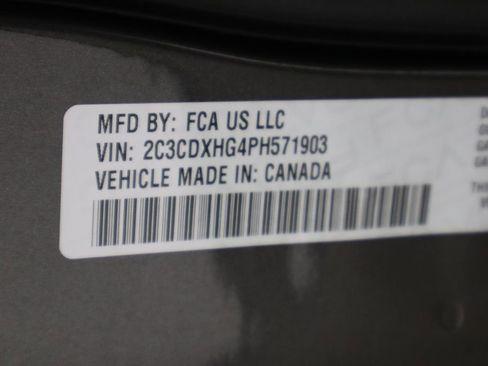 MFD BY: FCA US LLC
VIN: 2C3CDXHG4PH571903
VEHICLE MADE IN: CANADA